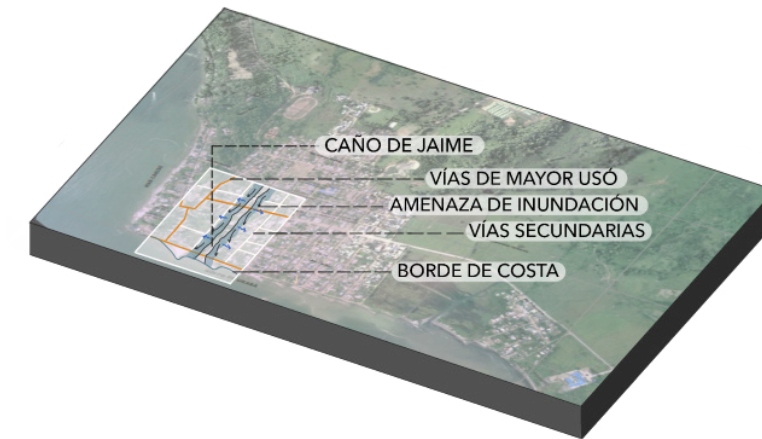 CAÑO DE JAIME
VÍAS DE MAYOR USÓ
AMENAZA DE INUNDACIÓN
VÍAS SECUNDARIAS
BORDE DE COSTA